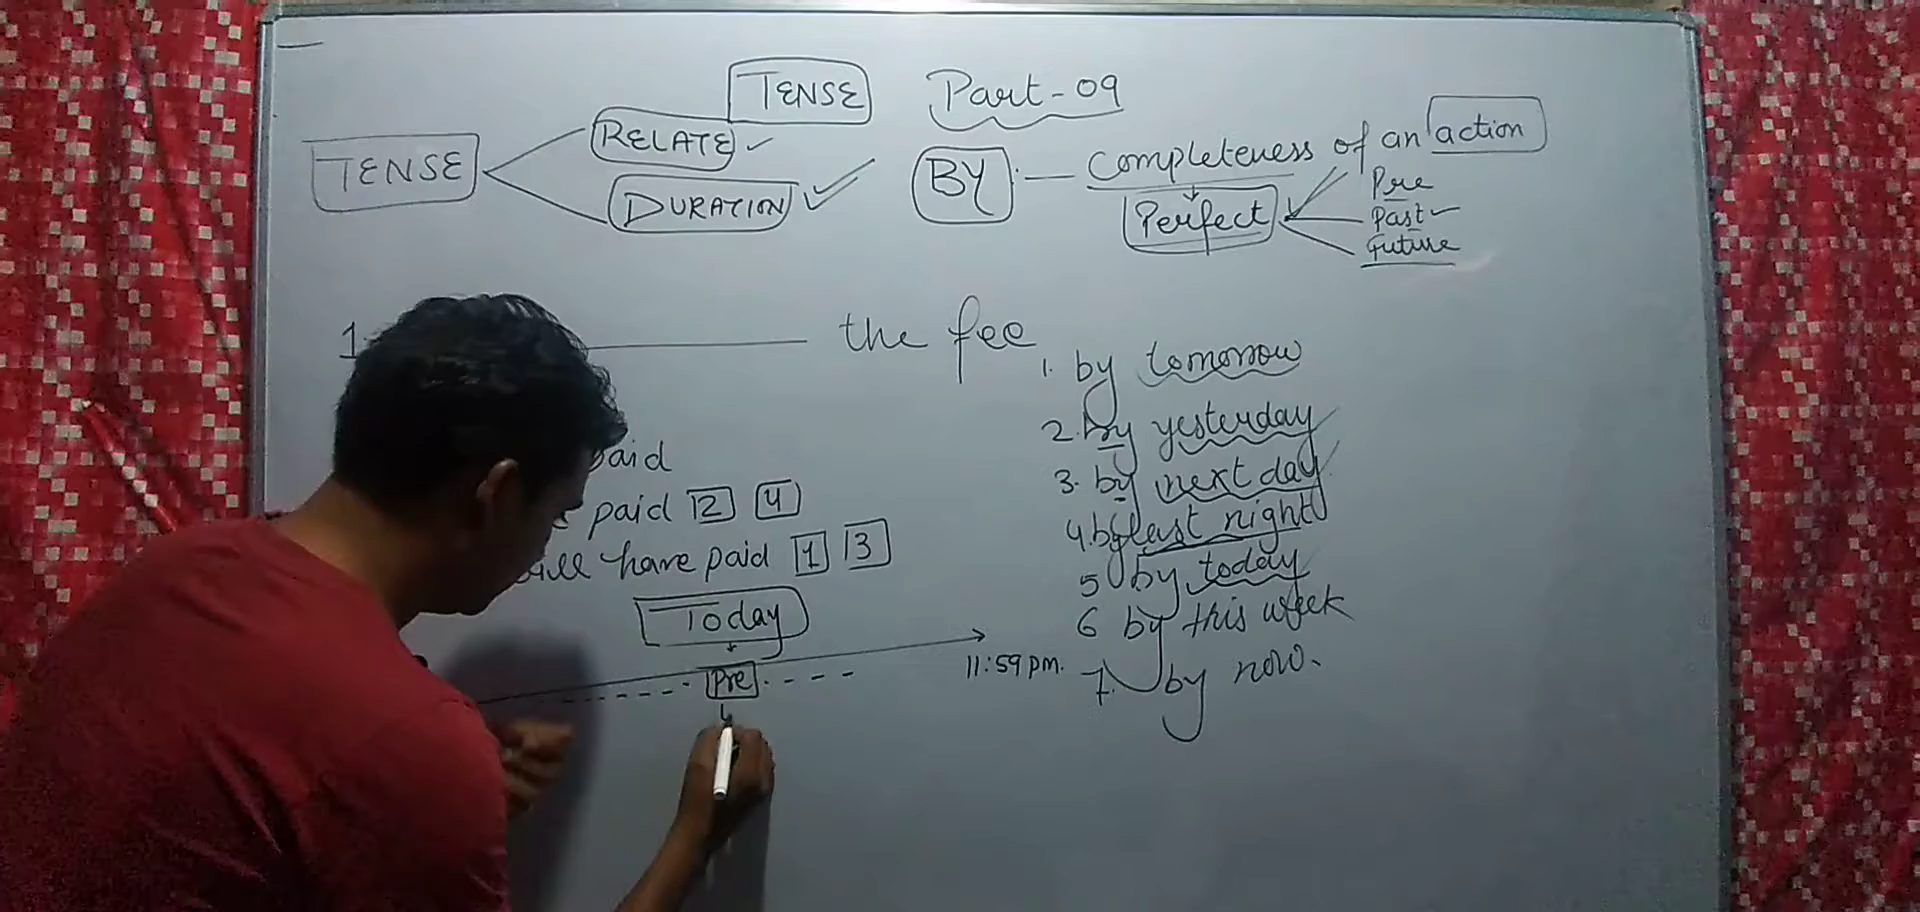 TENSE Part-09
TENSE RELATE
DURATION
BY - Completeness of an action
Perfect
Pre
Past
Future
1. the fee
1. by tomorrow
2. by yesterday
3. by next day
4. by last night
5 by today
6 by this week
7. by now.
paid
paid 2 4
will have paid 1 3
Today
Pre
11:59 pm.